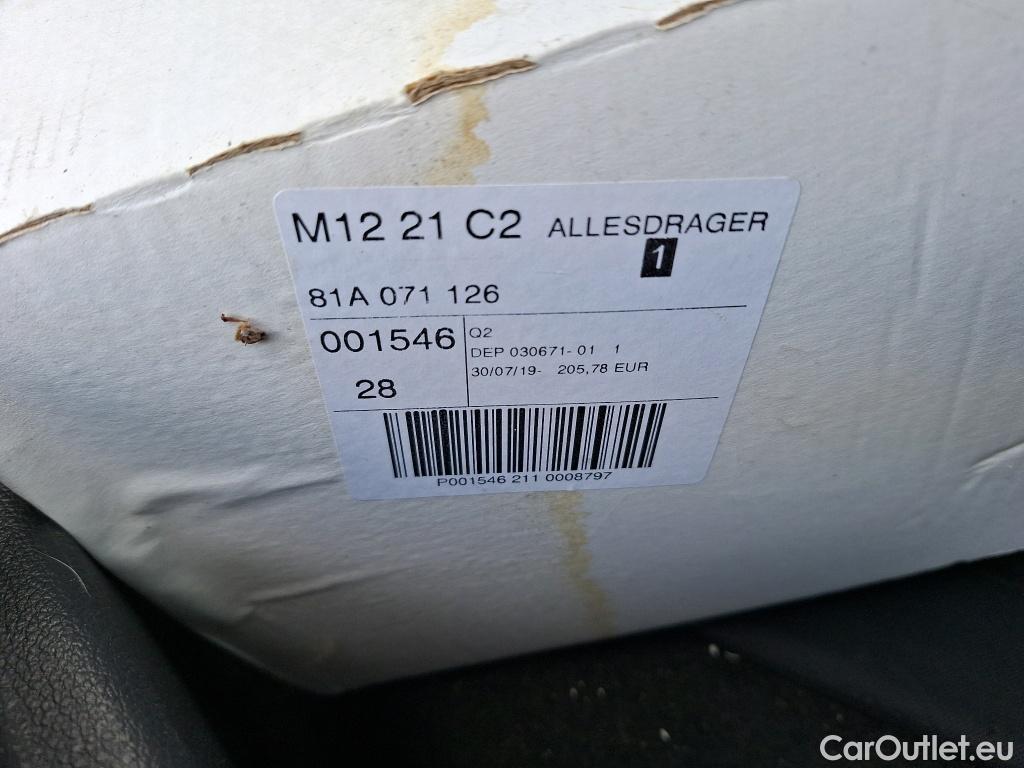 M12 21 C2 ALLESDRAGER
1
81A 071 126
001546
28
Q2
DEP 030671- 01 1
30/07/19- 205,78 EUR
P001546 211 0008797
CarOutlet.eu